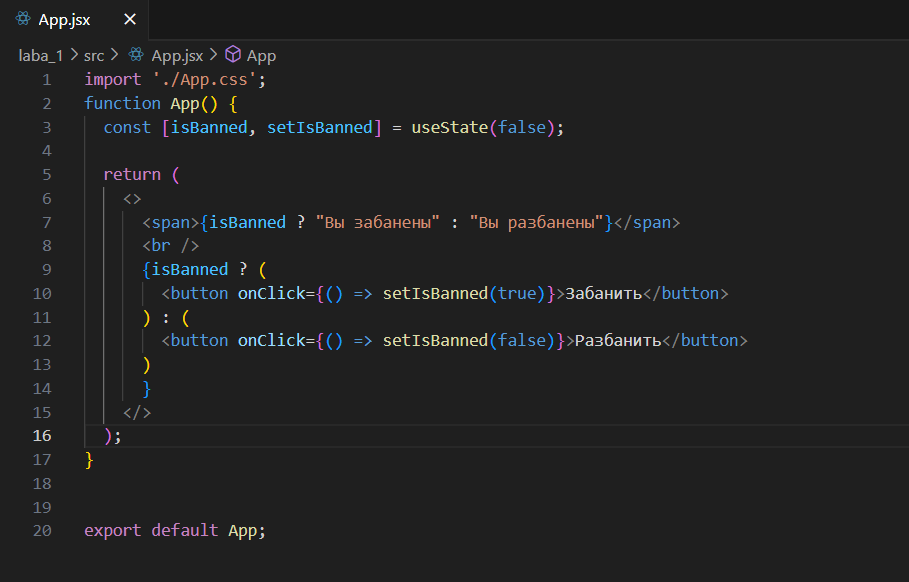 App.jsx ×
laba_1 > src > App.jsx > App
1 import './App.css';
2 function App() {
3 const [isBanned, setIsBanned] = useState(false);
4
5 return (
6 <>
7 <span>{isBanned ? "Вы забанены" : "Вы разбанены"}</span>
8 <br />
9 {isBanned ? (
10 <button onClick={() => setIsBanned(true)}>Забанить</button>
11 ) : (
12 <button onClick={() => setIsBanned(false)}>Разбанить</button>
13 )
14 }
15 </>
16 );
17 }
18
19
20 export default App;